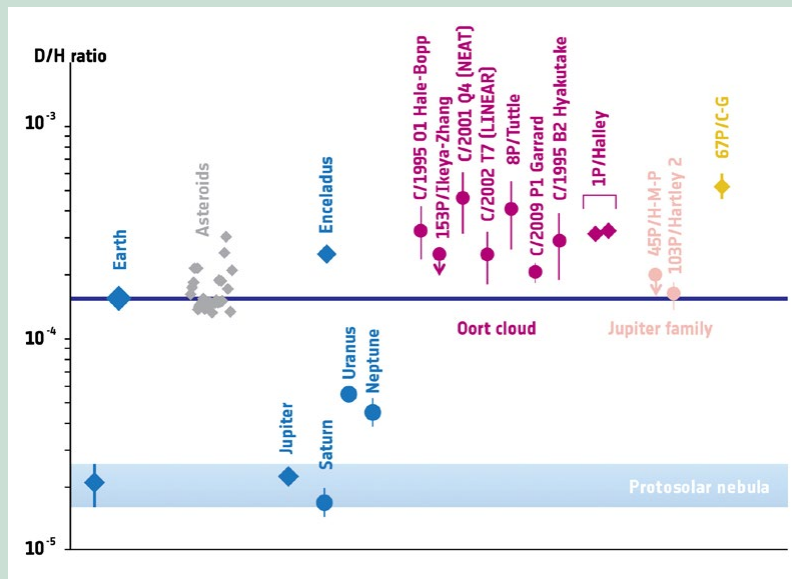 D/H ratio
10-3
10-4
10-5
Earth
Asteroids
Enceladus
Jupiter
Saturn
Uranus
Neptune
C/1995 O1 Hale-Bopp
153P/Ikeya-Zhang
C/2001 Q4 (NEAT)
C/2002 T7 (LINEAR)
8P/Tuttle
C/2009 P1 Garrard
C/1995 B2 Hyakutake
1P/Halley
45P/H-M-P
103P/Hartley 2
67P/C-G
Oort cloud
Jupiter family
Protosolar nebula